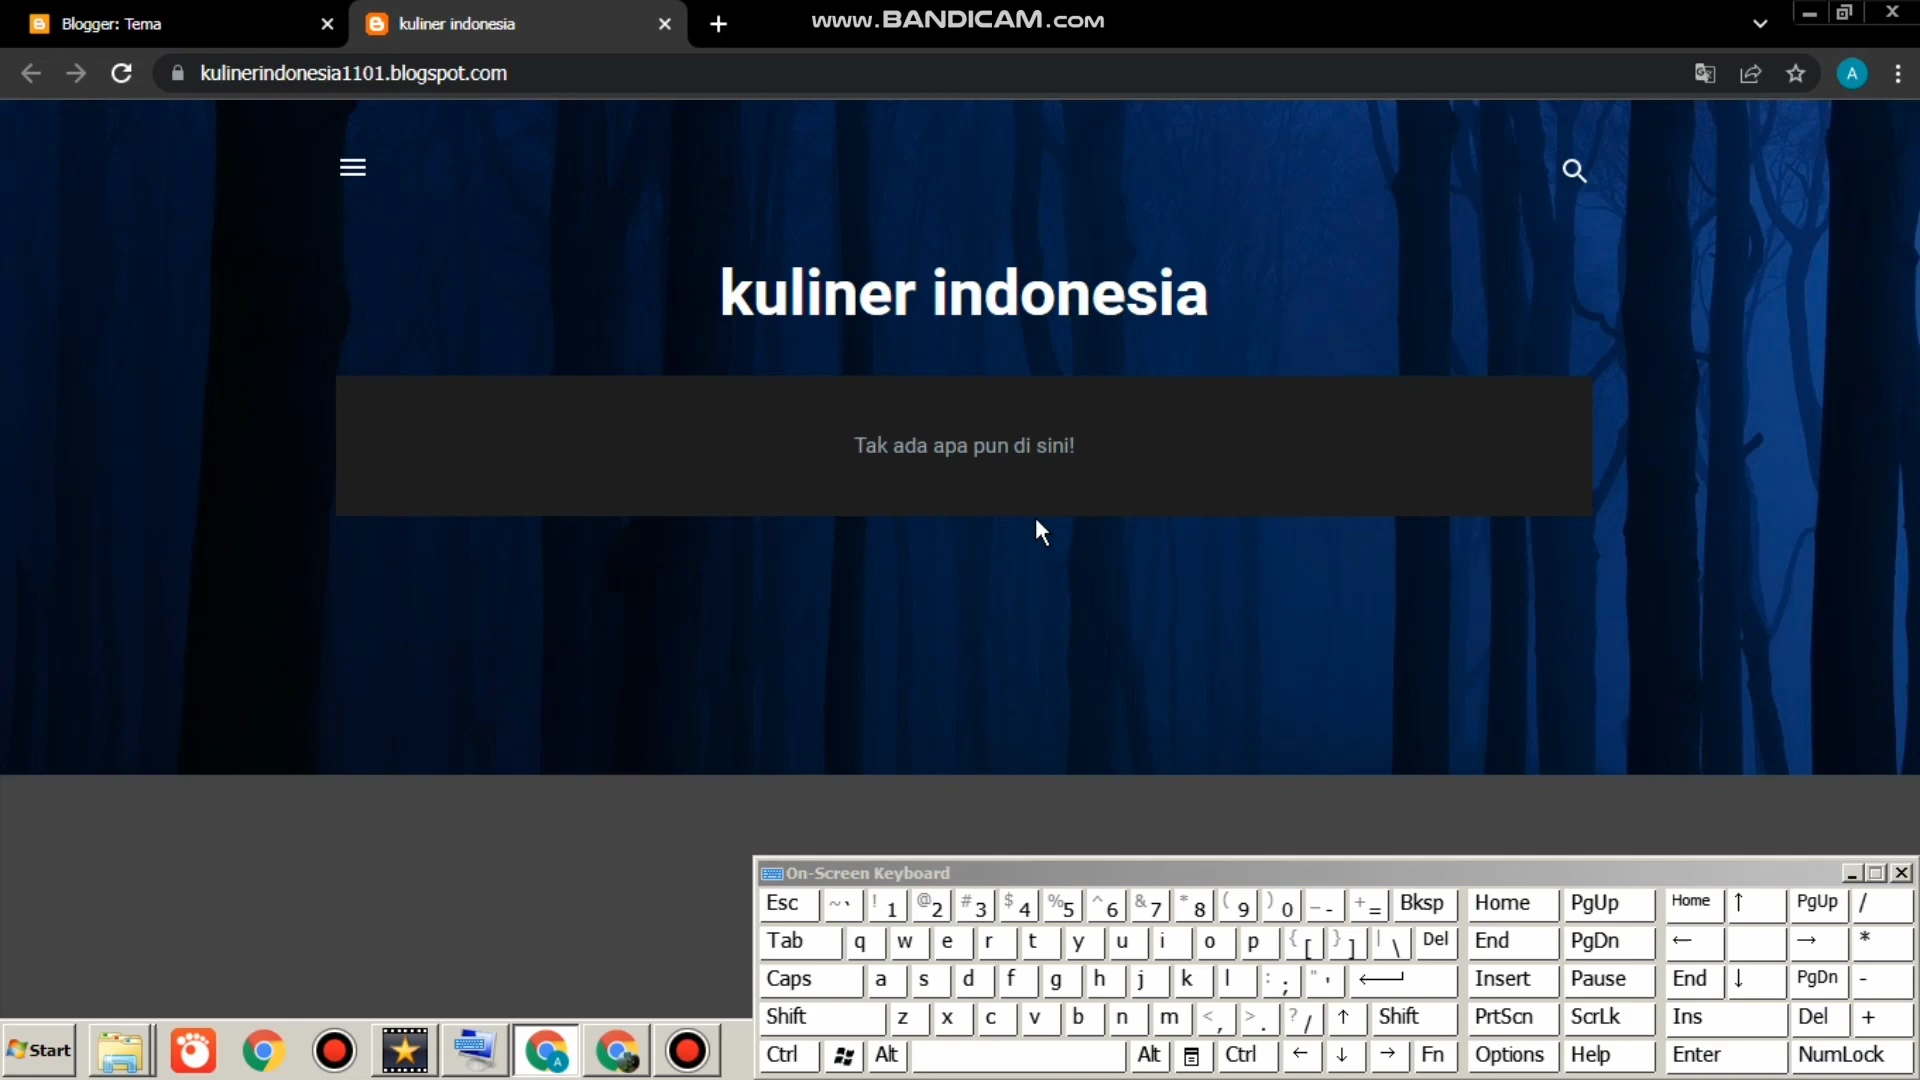 Blogger: Tema
kuliner indonesia
www.BANDICAM.com
kulinerindonesia1101.blogspot.com
A
kuliner indonesia
Tak ada apa pun di sini!
On-Screen Keyboard
Esc ~ ` ! 1 @ 2 # 3 $ 4 % 5 ^ 6 & 7 * 8 ( 9 ) 0 _ - + = Bksp Home PgUp Home ↑ PgUp /
Tab q w e r t y u i o p { [ } ] | \ Del End PgDn ← → *
Caps a s d f g h j k l : ; " ' Insert Pause End ↓ PgDn -
Shift z x c v b n m < , > . ? / ↑ Shift PrtScn ScrLk Ins Del +
Ctrl Alt Alt Ctrl ← ↓ → Fn Options Help Enter NumLock
Start
A